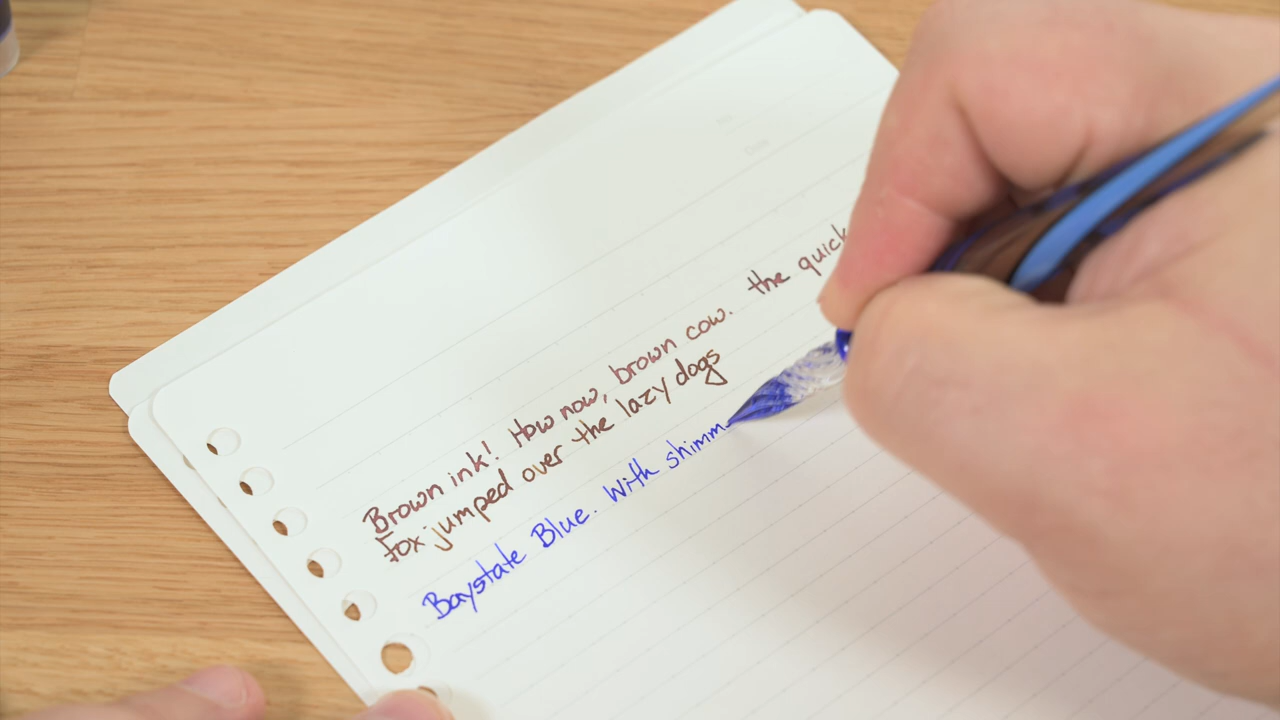 Brown ink! How now, brown cow. the quick
Fox jumped over the lazy dogs
Baystate Blue. With shimm